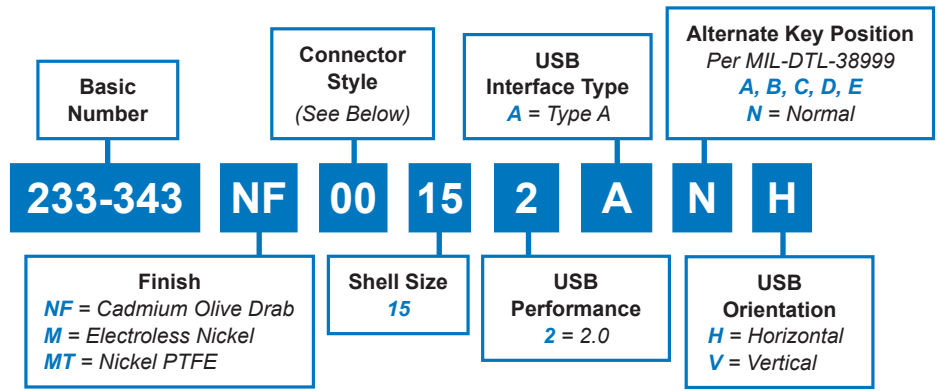 Basic
Number
Connector
Style
(See Below)
USB
Interface Type
A = Type A
Alternate Key Position
Per MIL-DTL-38999
A, B, C, D, E
N = Normal
233-343 NF 00 15 2 A N H
Finish
NF = Cadmium Olive Drab
M = Electroless Nickel
MT = Nickel PTFE
Shell Size
15
USB
Performance
2 = 2.0
USB
Orientation
H = Horizontal
V = Vertical